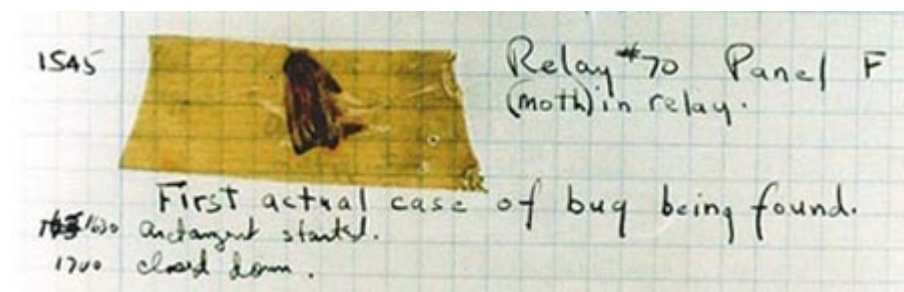 1545
Relay #70 Panel F
(moth) in relay.
First actual case of bug being found.
1630 antangent started.
1700 closed down.